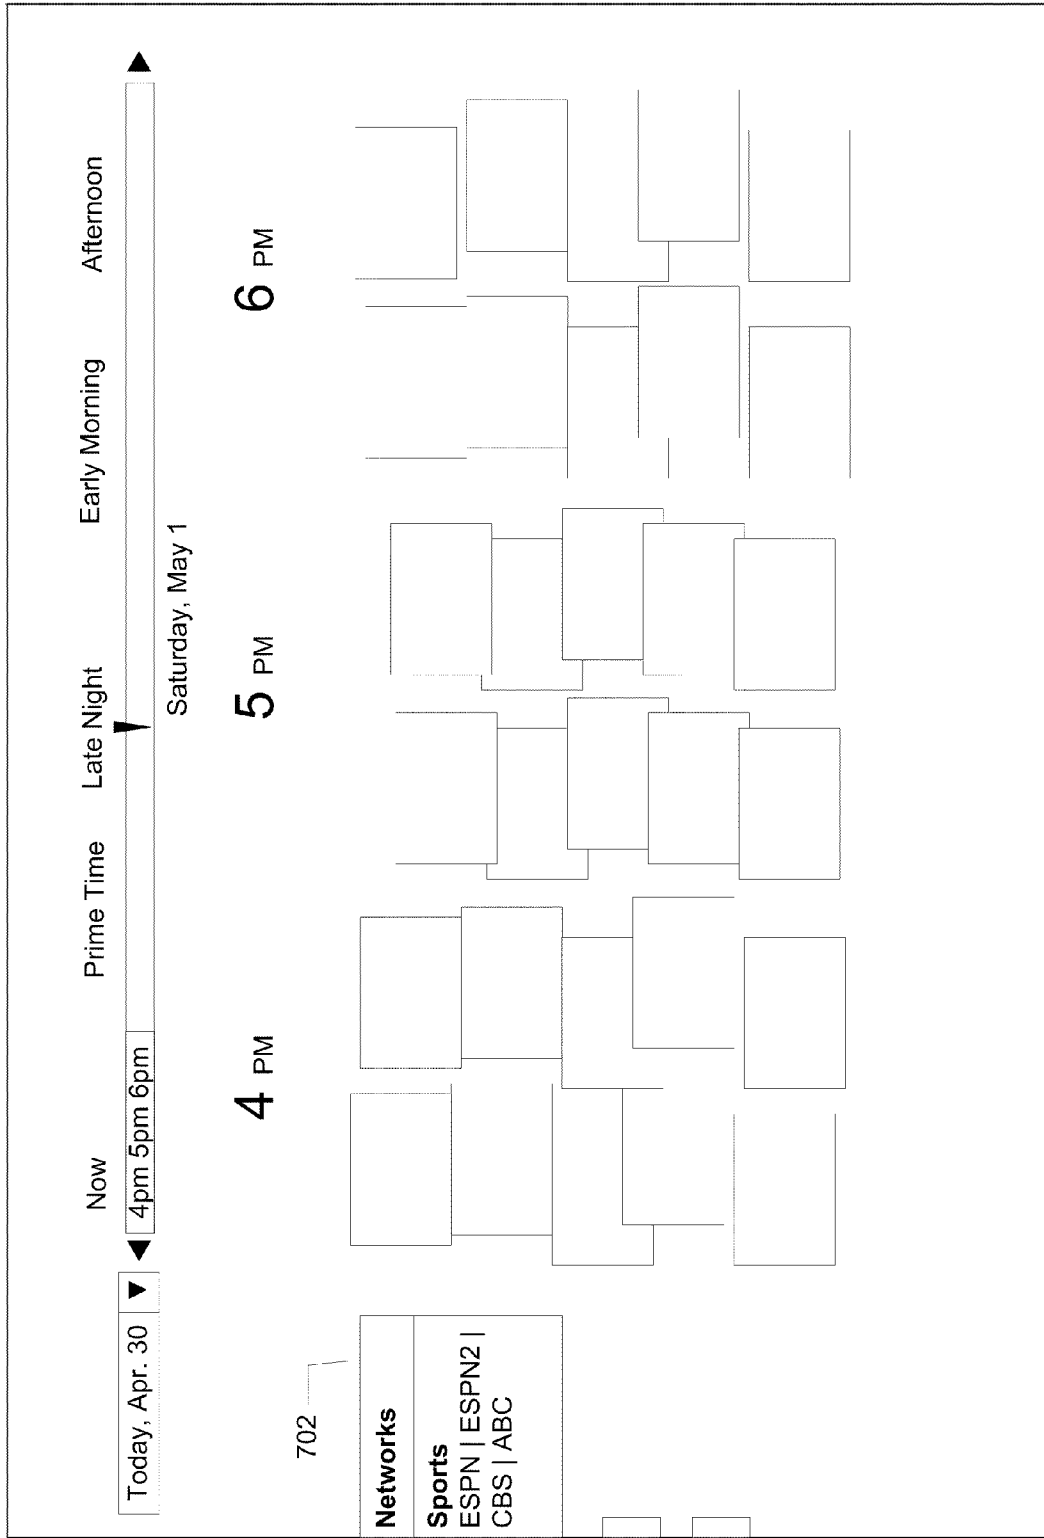 Now Prime Time Late Night Early Morning Afternoon
Today, Apr. 30 ▼ ◀ 4pm 5pm 6pm ▶
Saturday, May 1
4 PM 5 PM 6 PM
702
Networks
Sports
ESPN | ESPN2 |
CBS | ABC